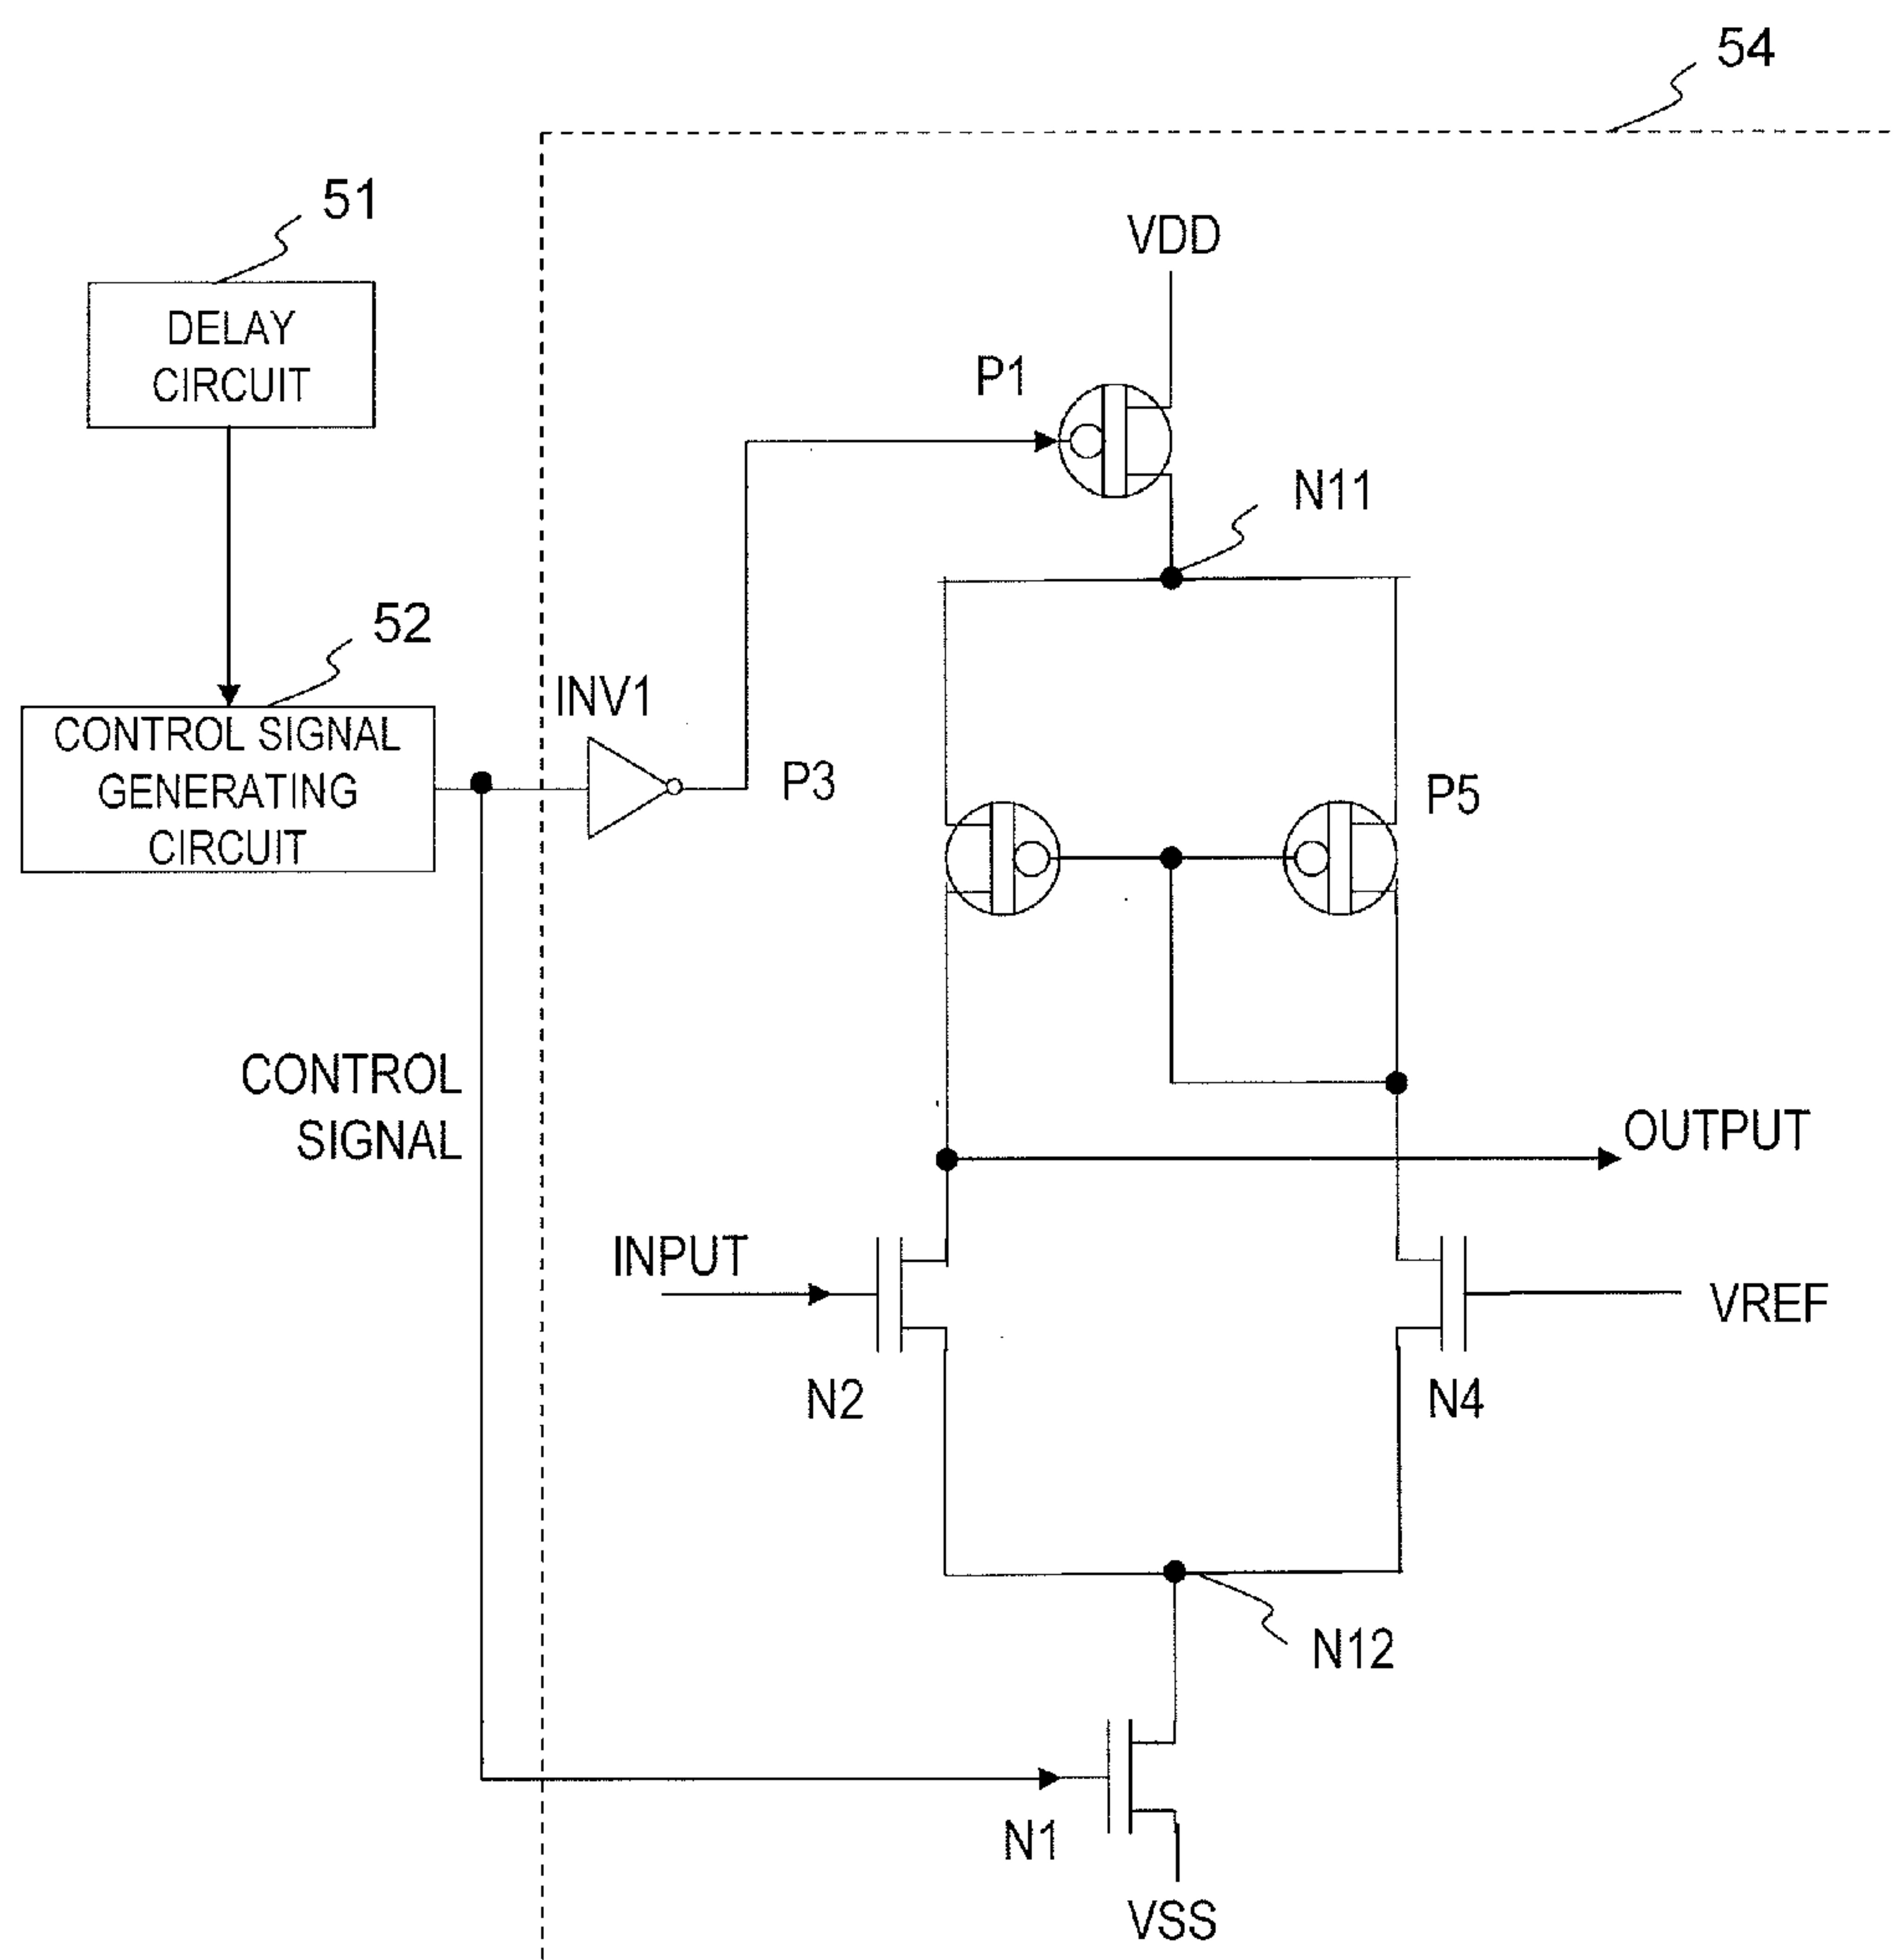 54
51
VDD
DELAY
CIRCUIT
P1
N11
52
INV1
CONTROL SIGNAL
GENERATING
CIRCUIT
P3
P5
CONTROL
SIGNAL
OUTPUT
INPUT
VREF
N2
N4
N12
N1
VSS